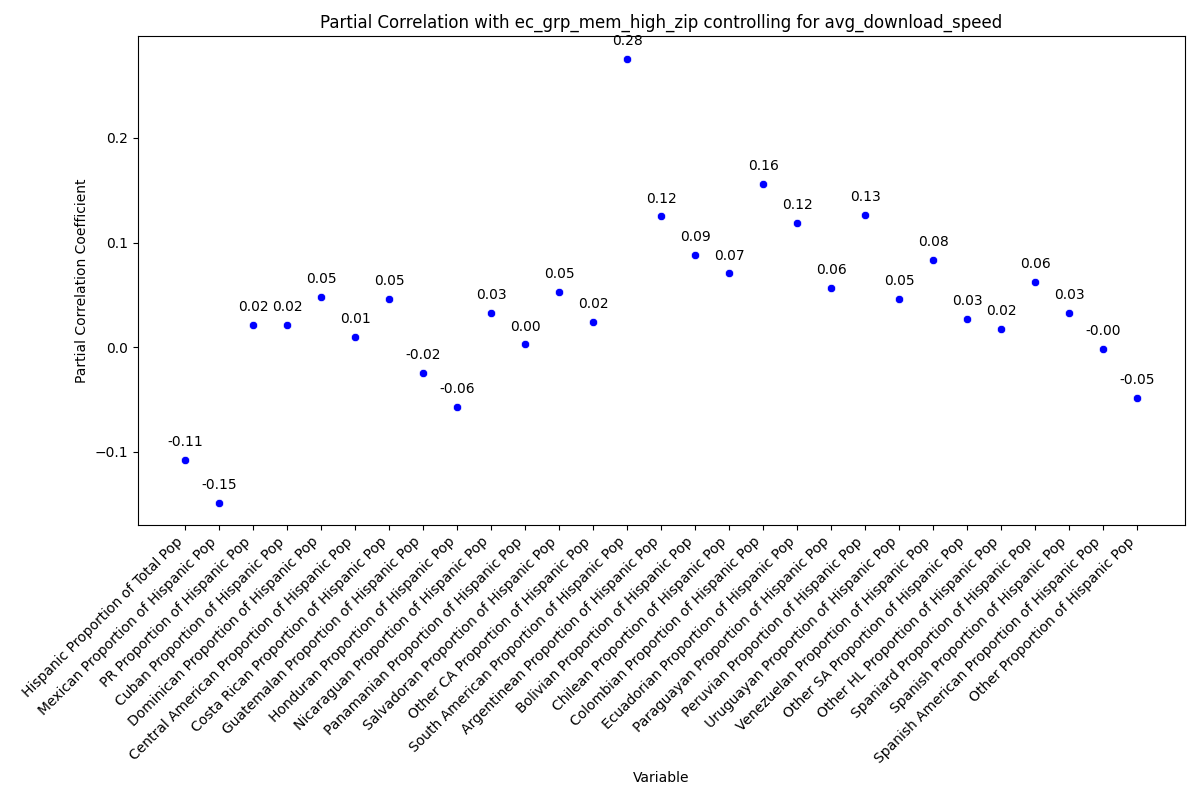 Partial Correlation with ec_grp_mem_high_zip controlling for avg_download_speed
Partial Correlation Coefficient
0.2
0.1
0.0
−0.1
-0.11
-0.15
0.02
0.02
0.05
0.01
0.05
-0.02
-0.06
0.03
0.00
0.05
0.02
0.28
0.12
0.09
0.07
0.16
0.12
0.06
0.13
0.05
0.08
0.03
0.02
0.06
0.03
-0.00
-0.05
Hispanic Proportion of Total Pop
Mexican Proportion of Hispanic Pop
PR Proportion of Hispanic Pop
Cuban Proportion of Hispanic Pop
Dominican Proportion of Hispanic Pop
Central American Proportion of Hispanic Pop
Costa Rican Proportion of Hispanic Pop
Guatemalan Proportion of Hispanic Pop
Honduran Proportion of Hispanic Pop
Nicaraguan Proportion of Hispanic Pop
Panamanian Proportion of Hispanic Pop
Salvadoran Proportion of Hispanic Pop
Other CA Proportion of Hispanic Pop
South American Proportion of Hispanic Pop
Argentinean Proportion of Hispanic Pop
Bolivian Proportion of Hispanic Pop
Chilean Proportion of Hispanic Pop
Colombian Proportion of Hispanic Pop
Ecuadorian Proportion of Hispanic Pop
Paraguayan Proportion of Hispanic Pop
Peruvian Proportion of Hispanic Pop
Uruguayan Proportion of Hispanic Pop
Venezuelan Proportion of Hispanic Pop
Other SA Proportion of Hispanic Pop
Other HL Proportion of Hispanic Pop
Spaniard Proportion of Hispanic Pop
Spanish Proportion of Hispanic Pop
Spanish American Proportion of Hispanic Pop
Other Proportion of Hispanic Pop
Variable